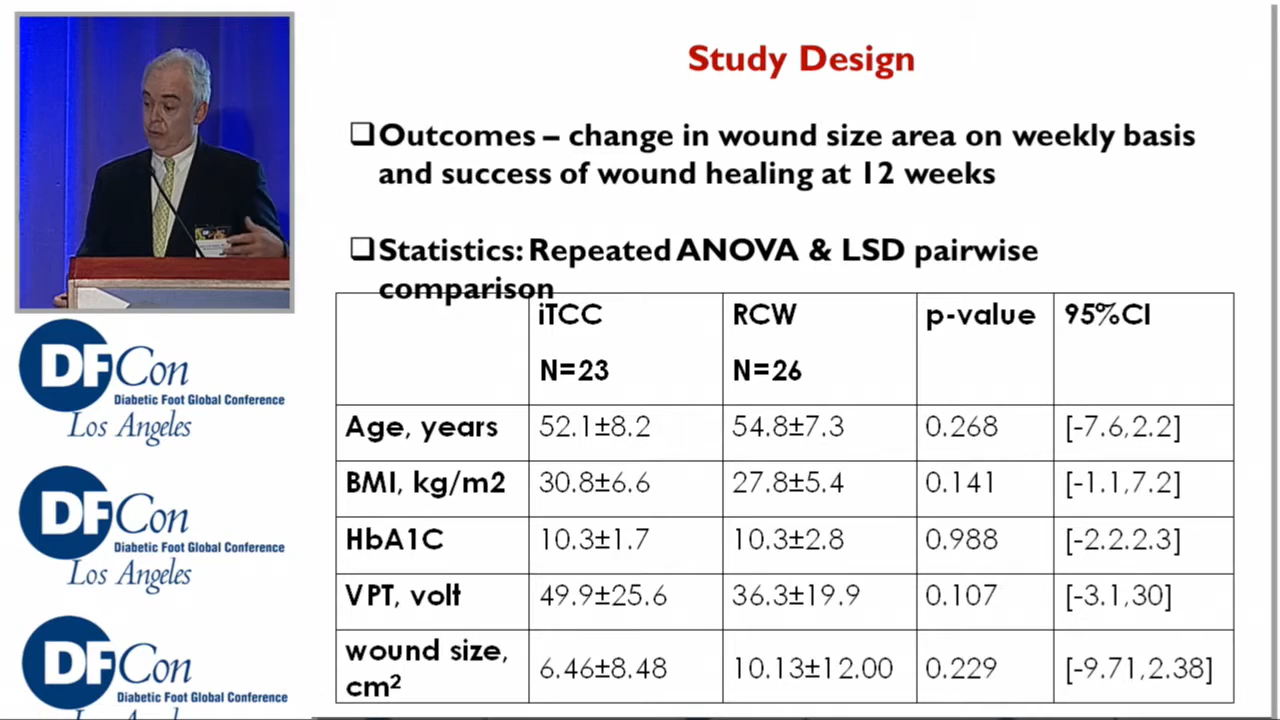 Study Design
❑Outcomes – change in wound size area on weekly basis
and success of wound healing at 12 weeks
❑Statistics: Repeated ANOVA & LSD pairwise
comparison
iTCC RCW p-value 95%CI
N=23 N=26
Age, years 52.1±8.2 54.8±7.3 0.268 [-7.6,2.2]
BMI, kg/m2 30.8±6.6 27.8±5.4 0.141 [-1.1,7.2]
HbA1C 10.3±1.7 10.3±2.8 0.988 [-2.2.2.3]
VPT, volt 49.9±25.6 36.3±19.9 0.107 [-3.1,30]
wound size,
cm² 6.46±8.48 10.13±12.00 0.229 [-9.71,2.38]
DFCon
Diabetic Foot Global Conference
Los Angeles
DFCon
Diabetic Foot Global Conference
Los Angeles
DFCon
Diabetic Foot Global Conference